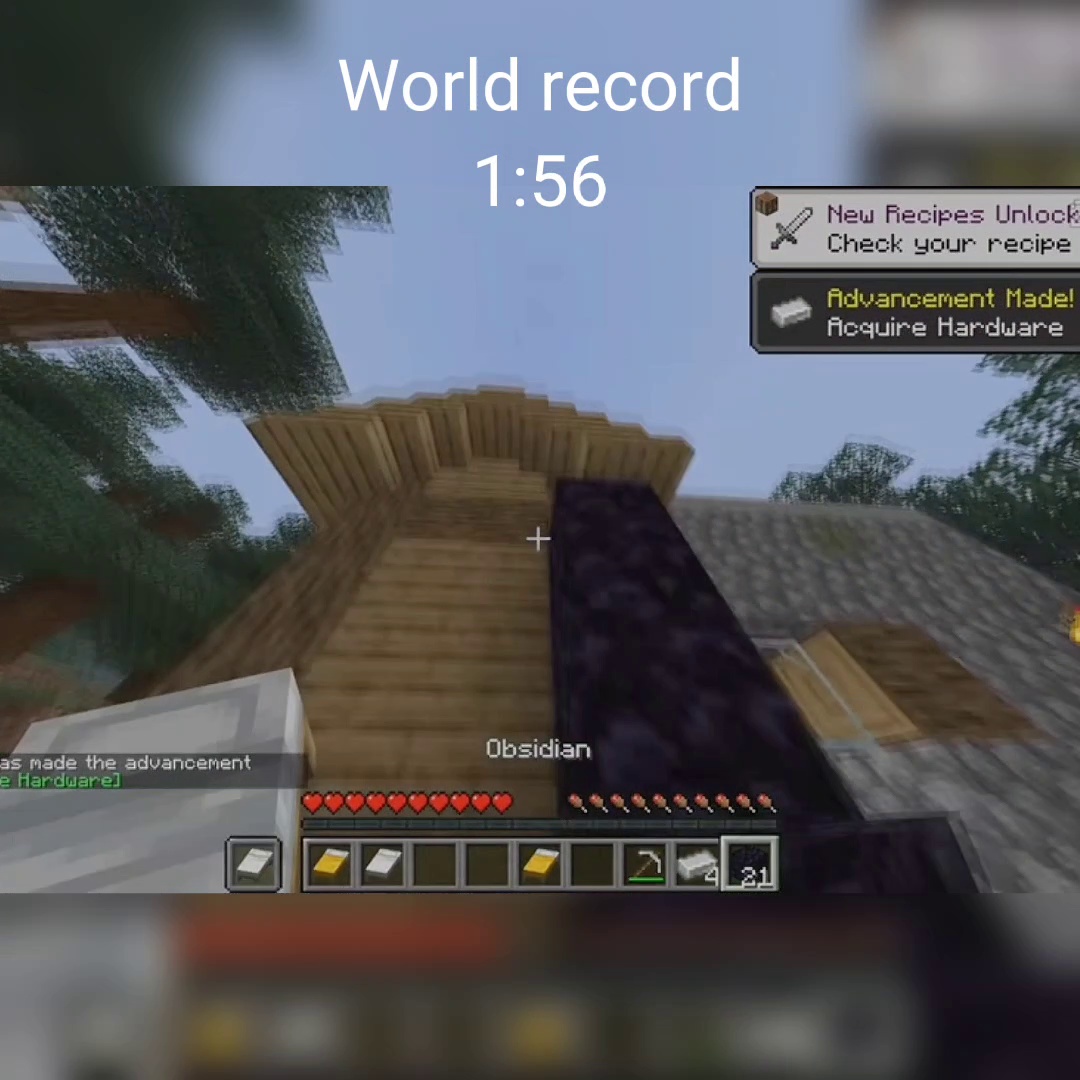 World record
1:56
New Recipes Unlock
Check your recipe
Advancement Made!
Acquire Hardware
Obsidian
as made the advancement
e Hardware]
4
21